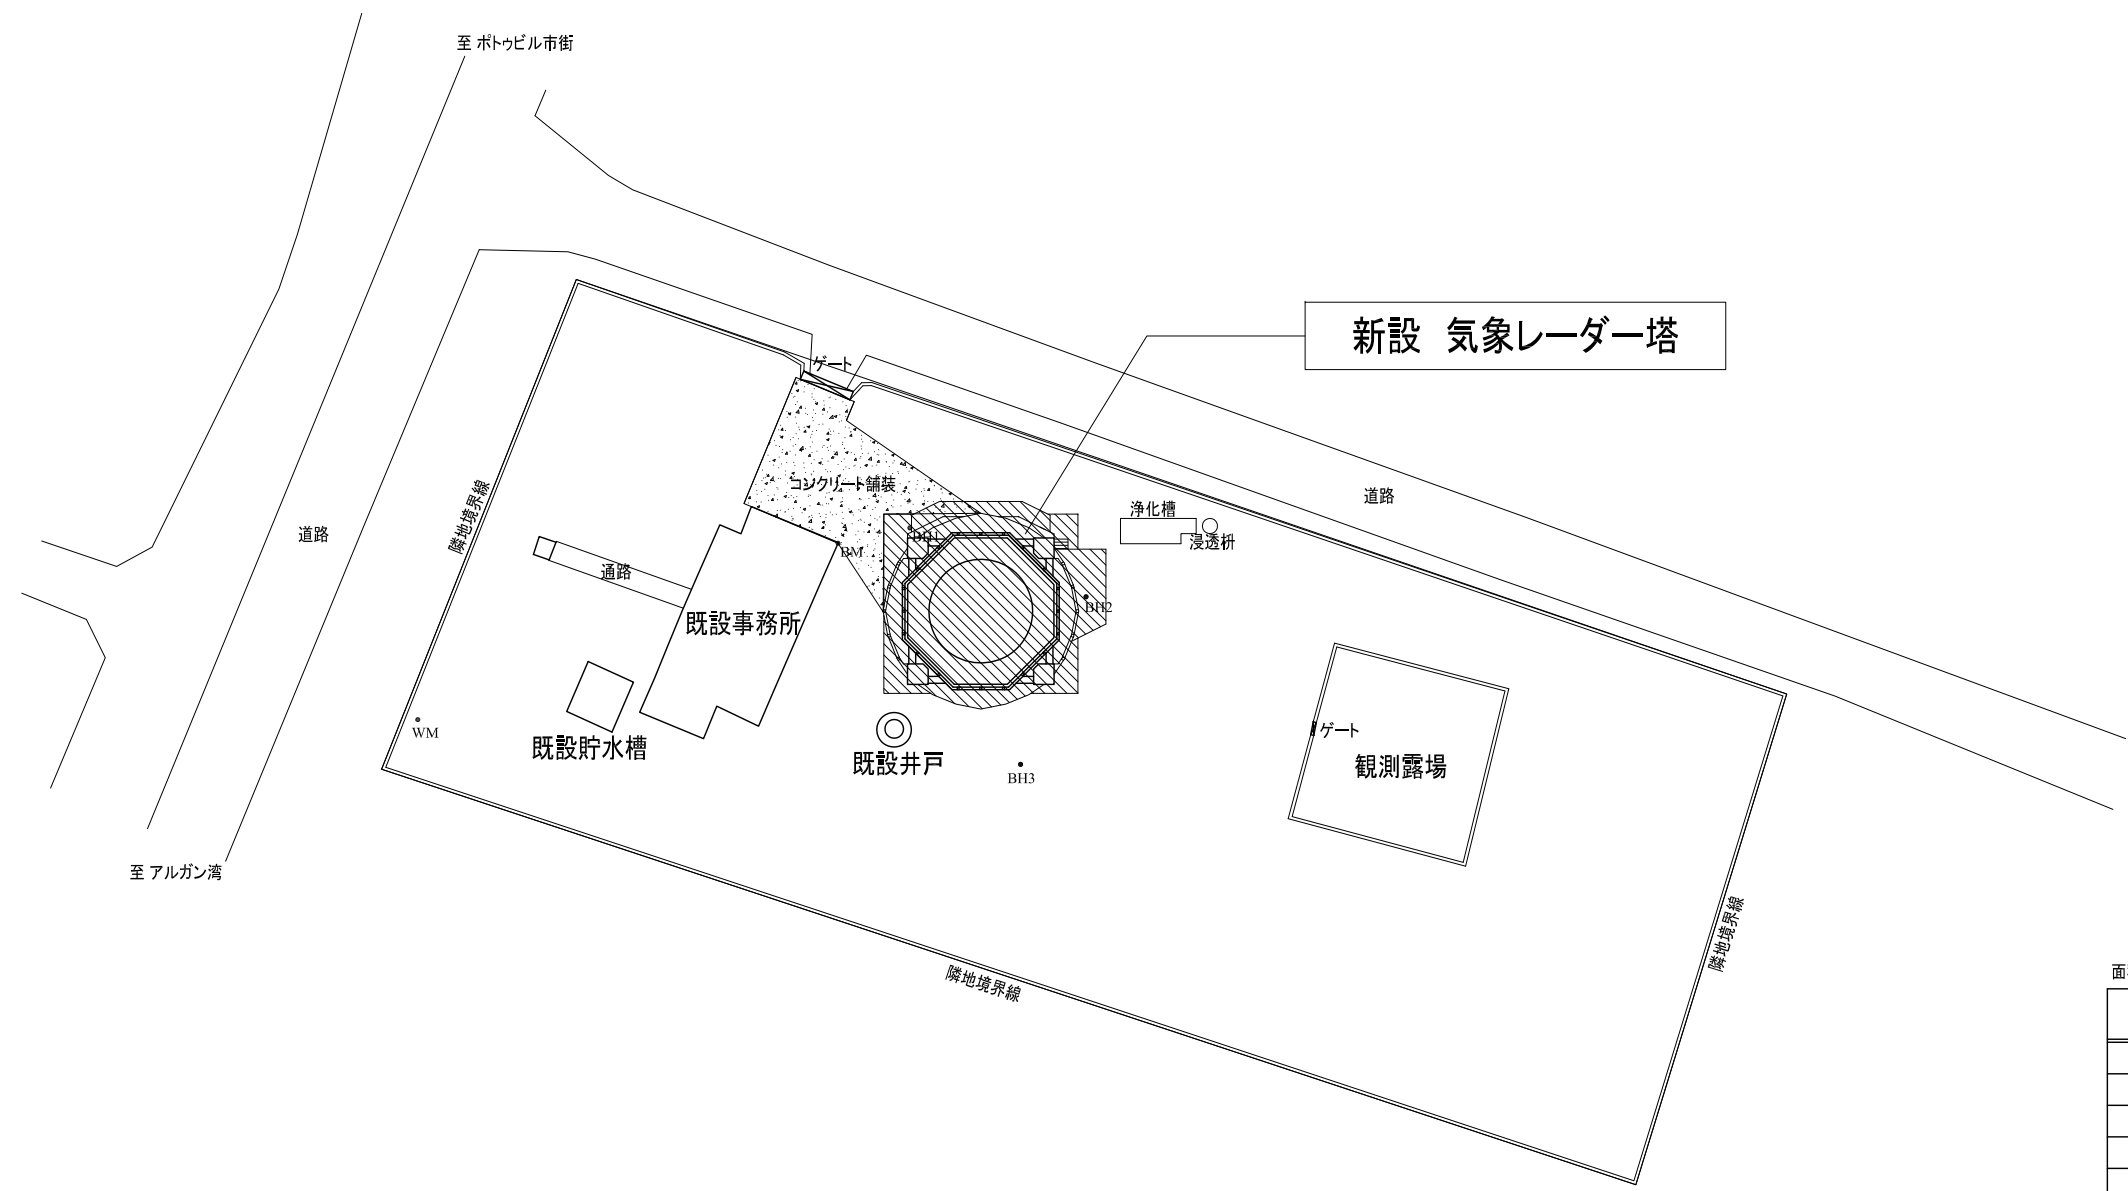 至 ポトゥビル市街
新設 気象レーダー塔
ゲート
コンクリート舗装
道路
浄化槽
浸透桝
隣地境界線
道路
BH1
BM
通路
既設事務所
BH2
WM
既設貯水槽
既設井戸
BH3
ゲート
観測露場
至 アルガン湾
隣地境界線
隣地境界線
面